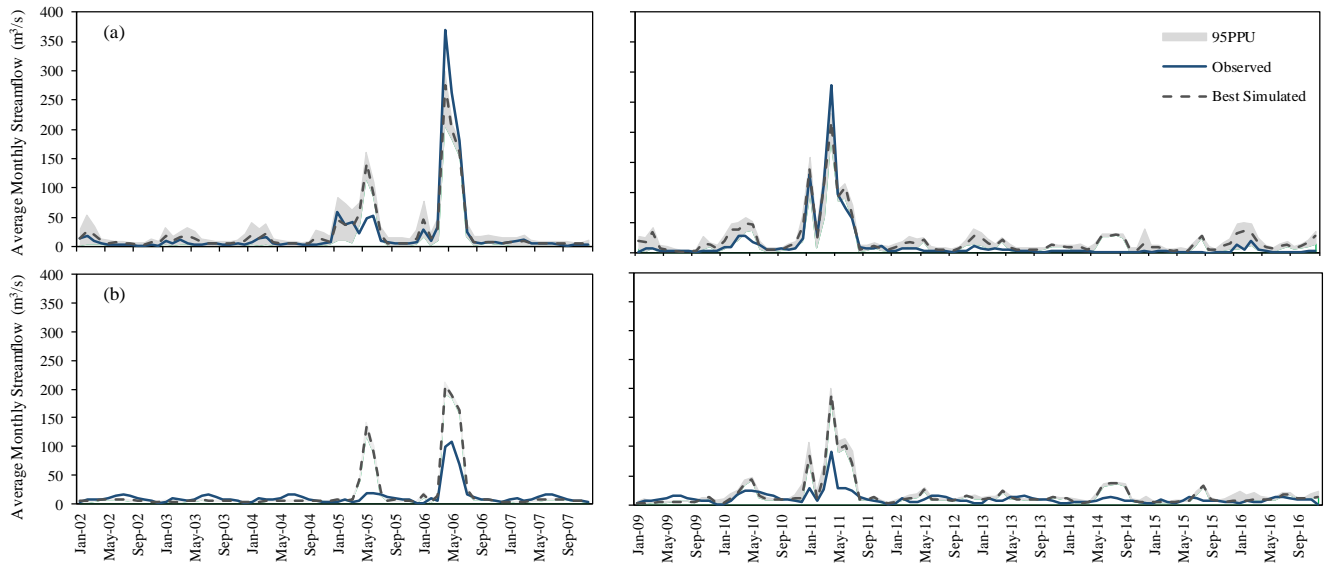 (a)
Average Monthly Streamflow (m³/s)
400
350
300
250
200
150
100
50
0
95PPU
Observed
Best Simulated
(b)
Average Monthly Streamflow (m³/s)
400
350
300
250
200
150
100
50
0
Jan-02
May-02
Sep-02
Jan-03
May-03
Sep-03
Jan-04
May-04
Sep-04
Jan-05
May-05
Sep-05
Jan-06
May-06
Sep-06
Jan-07
May-07
Sep-07
Jan-09
May-09
Sep-09
Jan-10
May-10
Sep-10
Jan-11
May-11
Sep-11
Jan-12
May-12
Sep-12
Jan-13
May-13
Sep-13
Jan-14
May-14
Sep-14
Jan-15
May-15
Sep-15
Jan-16
May-16
Sep-16